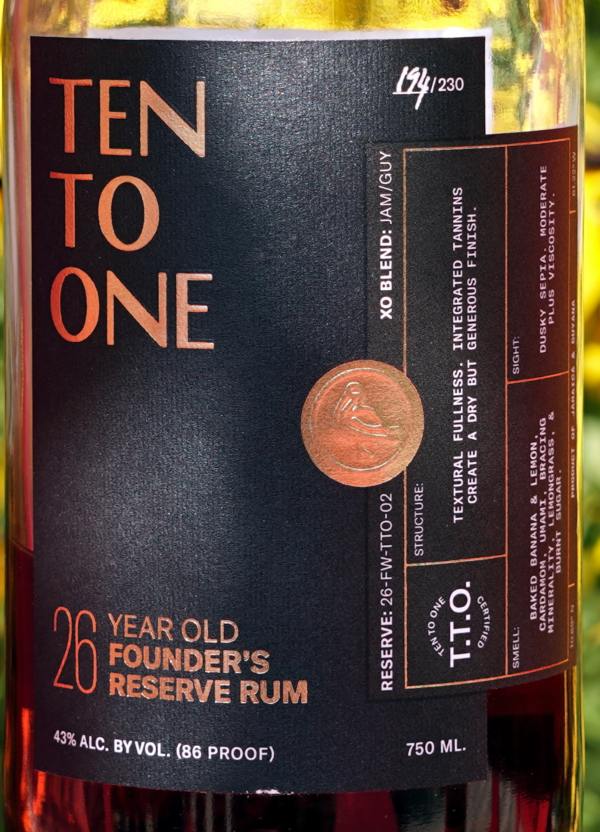 TEN
TO
ONE
194/230
26 YEAR OLD
FOUNDER'S
RESERVE RUM
43% ALC. BY VOL. (86 PROOF)
750 ML.
RESERVE: 26-FW-TTO-02
XO BLEND: JAM/GUY
TEN TO ONE
T.T.O.
CERTIFIED
STRUCTURE:
TEXTURAL FULLNESS. INTEGRATED TANNINS
CREATE A DRY BUT GENEROUS FINISH.
SMELL:
BAKED BANANA & LEMON,
CARDAMOM, UMAMI, BRACING
MINERALITY, LEMONGRASS, &
BURNT SUGAR.
SIGHT:
DUSKY SEPIA. MODERATE
PLUS VISCOSITY.
PRODUCT OF JAMAICA & GUYANA